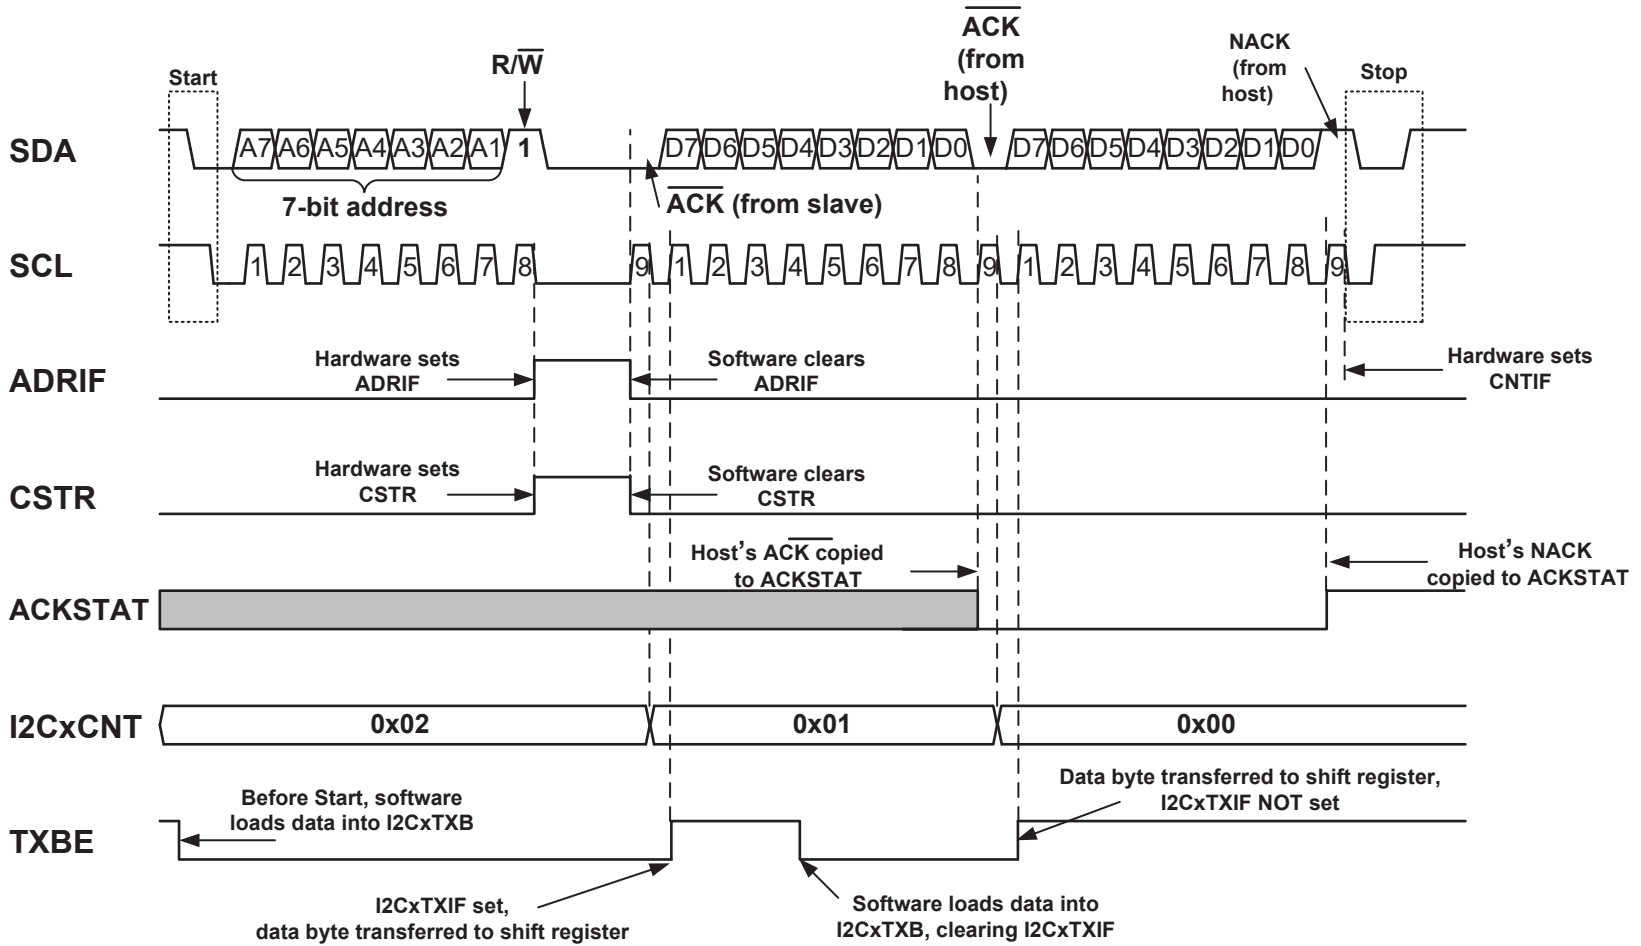 ACK
(from
host)
NACK
(from
host)
R/W
Start
Stop
SDA
A7 A6 A5 A4 A3 A2 A1 1
D7 D6 D5 D4 D3 D2 D1 D0
D7 D6 D5 D4 D3 D2 D1 D0
7-bit address
ACK (from slave)
SCL
1 2 3 4 5 6 7 8 9 1 2 3 4 5 6 7 8 9 1 2 3 4 5 6 7 8 9
ADRIF
Hardware sets
ADRIF
Software clears
ADRIF
Hardware sets
CNTIF
CSTR
Hardware sets
CSTR
Software clears
CSTR
Host's ACK copied
to ACKSTAT
Host's NACK
copied to ACKSTAT
ACKSTAT
I2CxCNT
0x02
0x01
0x00
TXBE
Before Start, software
loads data into I2CxTXB
Data byte transferred to shift register,
I2CxTXIF NOT set
I2CxTXIF set,
data byte transferred to shift register
Software loads data into
I2CxTXB, clearing I2CxTXIF